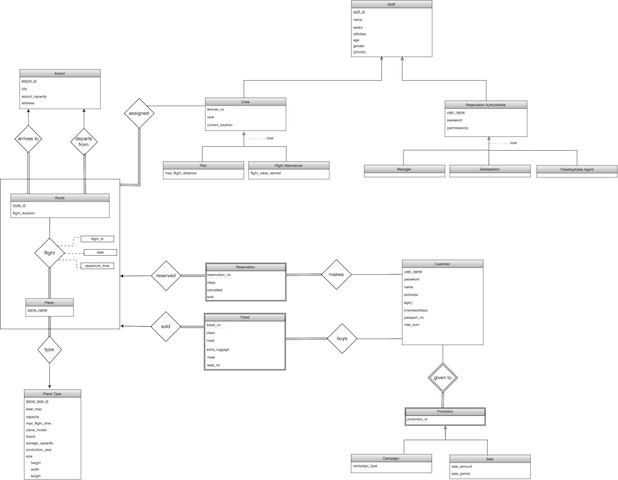 Staff
staff_id
name
salary
birthdate
age
gender
{phone}
Airport
airport_id
city
airport_capacity
address
arrives to
departs
from
assigned
Crew
license_no
rank
current_location
total
Pilot
max_flight_distance
Flight Attendance
flight_class_served
Reservation Authorities
user_name
password
{permissions}
total
Manager
Salesperson
Ticketing/Gate Agent
Route
route_id
flight_duration
flight
flight_id
date
departure_time
Plane
plane_name
type
Plane Type
plane_type_id
seat_map
capacity
max_flight_time
plane_model
brand
storage_capacity
production_year
size
height
width
length
reserved
Reservation
reservation_no
class
cancelled
sold
makes
sold
Ticket
ticket_no
class
meal
extra_luggage
meal
seat_no
buys
Customer
user_name
password
name
birthdate
age()
{memberships}
passport_no
mile_sum
given to
Promotion
promotion_id
Campaign
campaign_type
Sale
sale_amount
sale_period